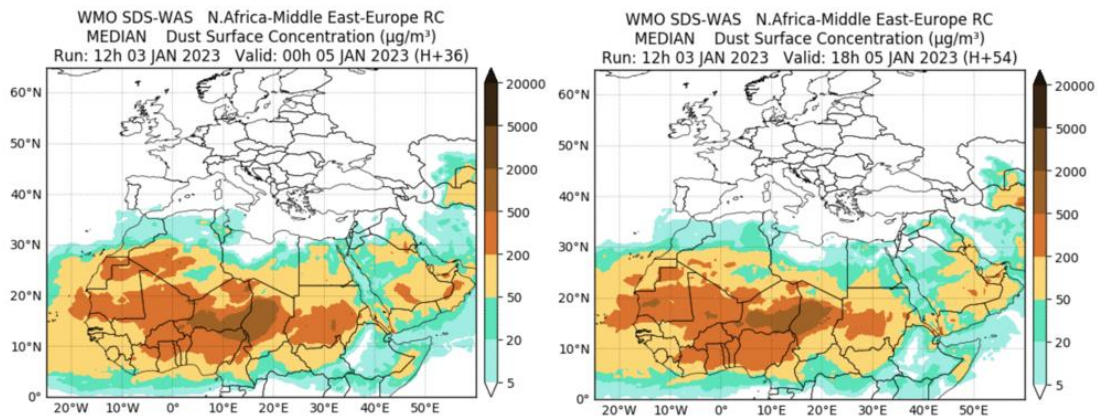 WMO SDS-WAS N.Africa-Middle East-Europe RC
MEDIAN Dust Surface Concentration (µg/m³)
Run: 12h 03 JAN 2023 Valid: 00h 05 JAN 2023 (H+36)
60°N
50°N
40°N
30°N
20°N
10°N
0°
20°W
10°W
0°
10°E
20°E
30°E
40°E
50°E
20000
5000
2000
500
200
50
20
5
WMO SDS-WAS N.Africa-Middle East-Europe RC
MEDIAN Dust Surface Concentration (µg/m³)
Run: 12h 03 JAN 2023 Valid: 18h 05 JAN 2023 (H+54)
60°N
50°N
40°N
30°N
20°N
10°N
0°
20°W
10°W
0°
10°E
20°E
30°E
40°E
50°E
20000
5000
2000
500
200
50
20
5